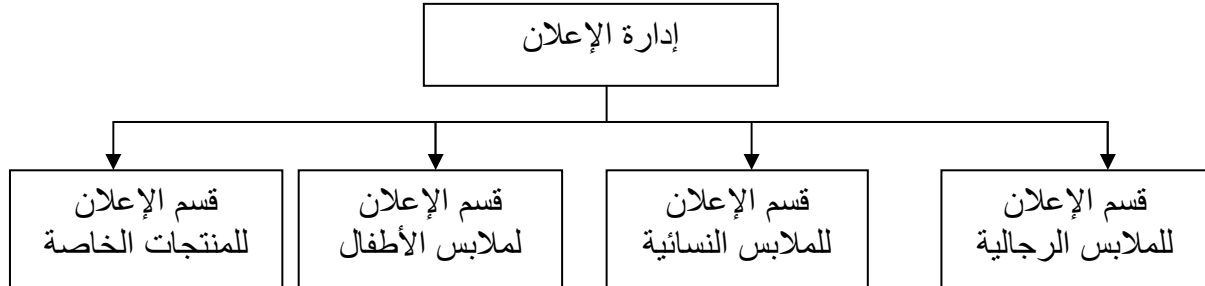 إدارة الإعلان
قسم الإعلان
للملابس الرجالية
قسم الإعلان
للملابس النسائية
قسم الإعلان
لملابس الأطفال
قسم الإعلان
للمنتجات الخاصة